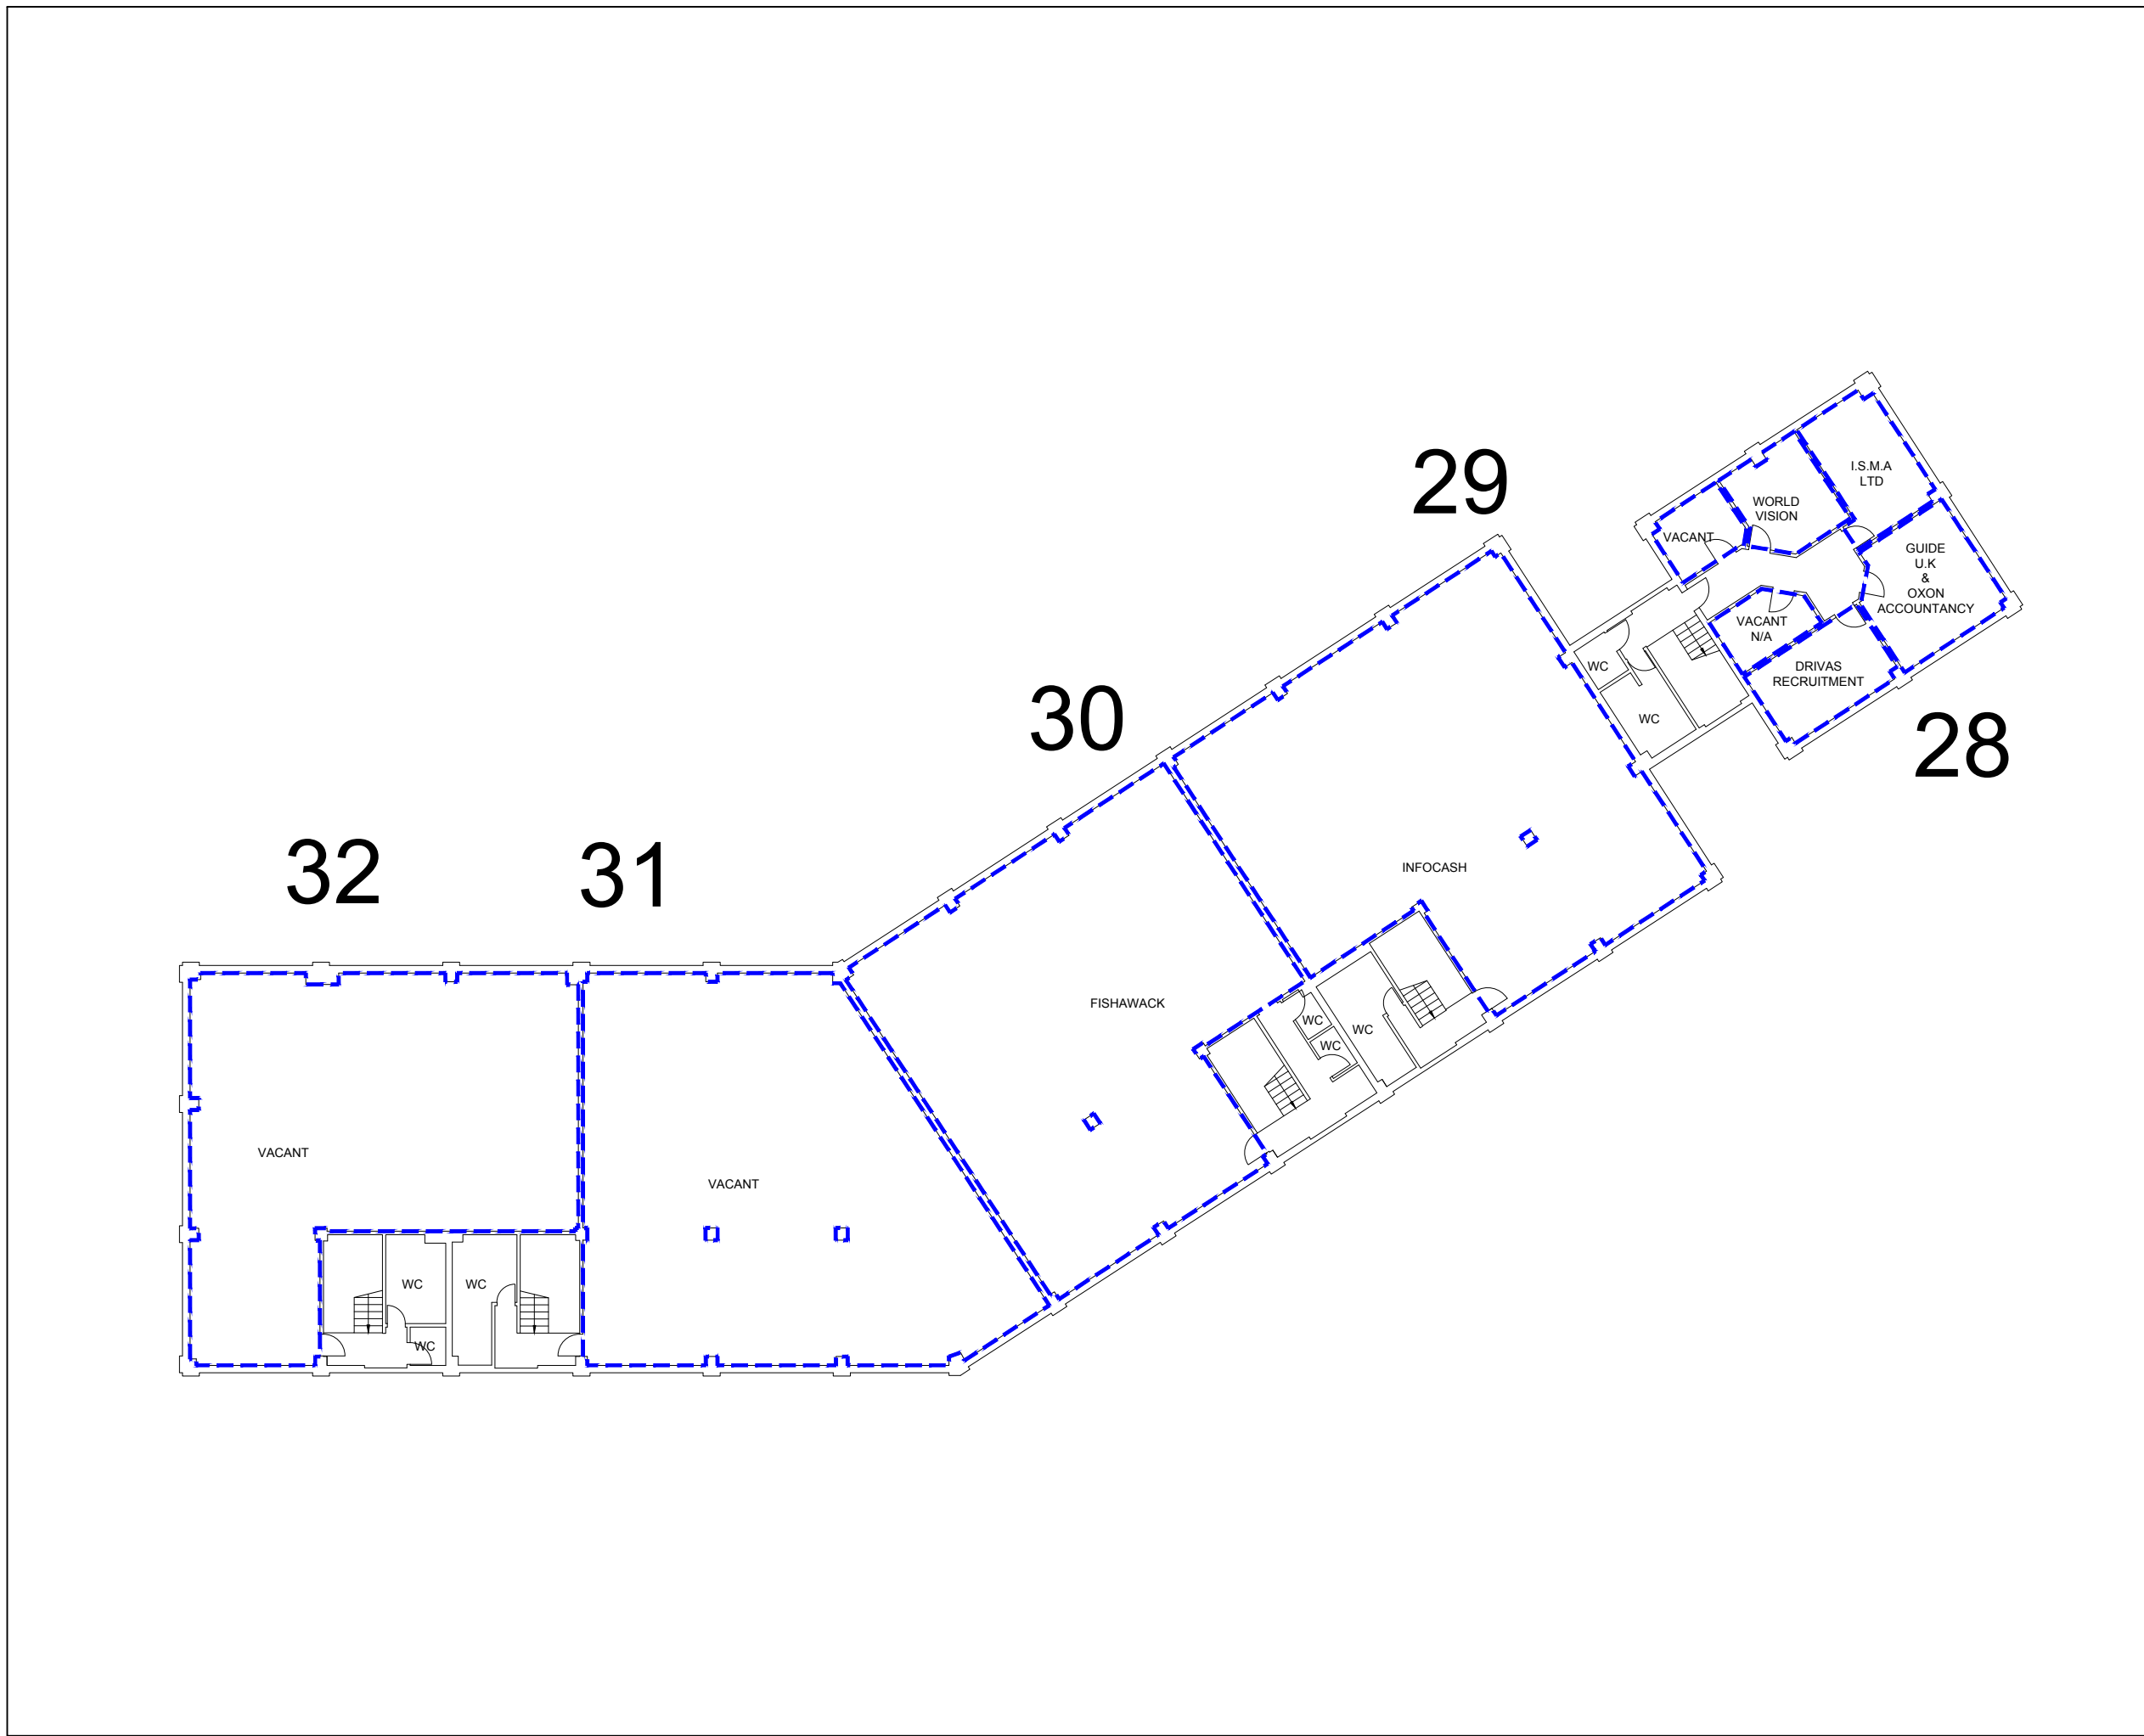 29
I.S.M.A
LTD
WORLD
VISION
VACANT
GUIDE
U.K
&
OXON
ACCOUNTANCY
VACANT
N/A
DRIVAS
RECRUITMENT
WC
WC
28
30
INFOCASH
32
31
FISHAWACK
WC
WC
WC
VACANT
VACANT
WC
WC
WC